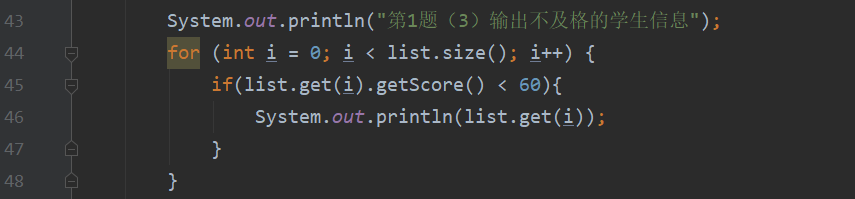 43 System.out.println("第1题（3）输出不及格的学生信息");
44 for (int i = 0; i < list.size(); i++) {
45 if(list.get(i).getScore() < 60){
46 System.out.println(list.get(i));
47 }
48 }